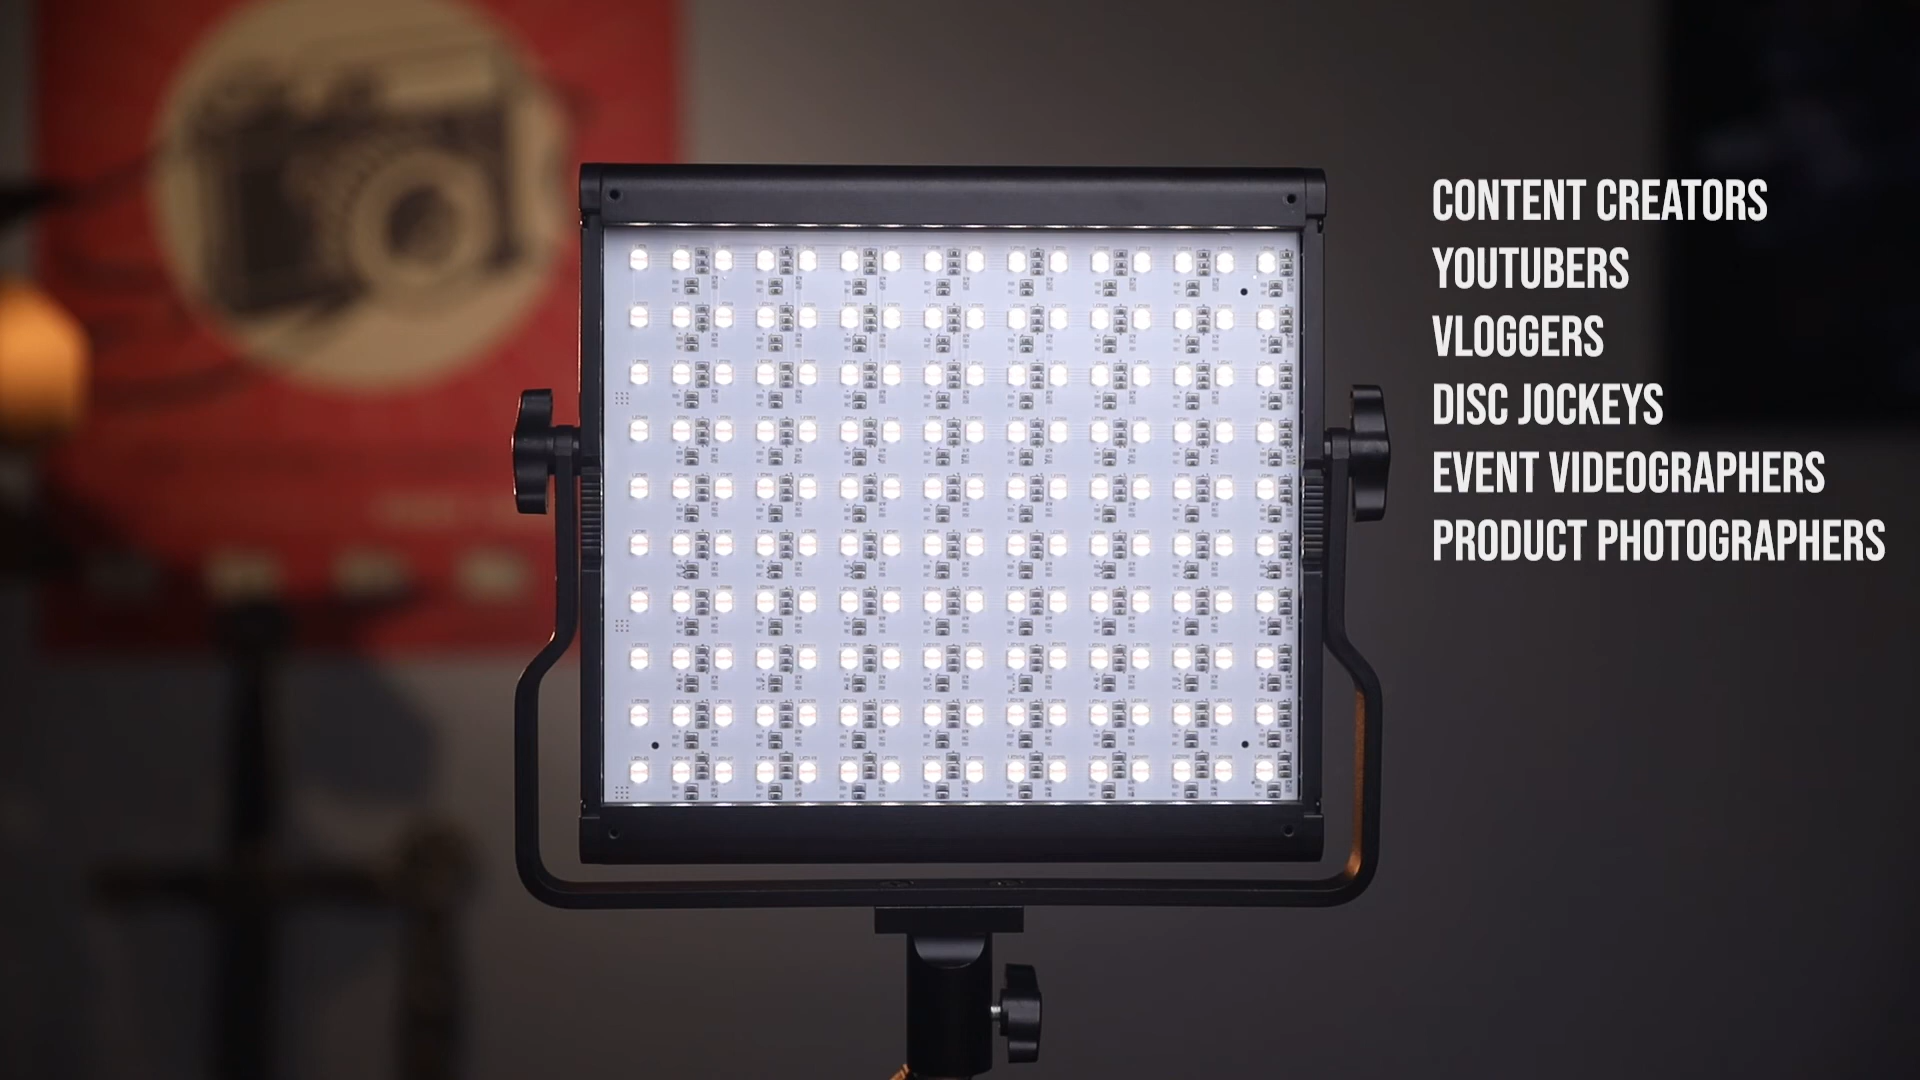 CONTENT CREATORS
YOUTUBERS
VLOGGERS
DISC JOCKEYS
EVENT VIDEOGRAPHERS
PRODUCT PHOTOGRAPHERS